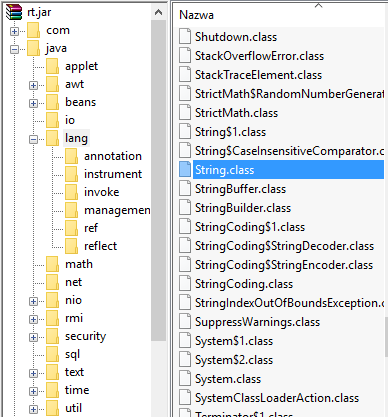 rt.jar
com
java
applet
awt
beans
io
lang
annotation
instrument
invoke
managemen
ref
reflect
math
net
nio
rmi
security
sql
text
time
util
Nazwa
Shutdown.class
StackOverflowError.class
StackTraceElement.class
StrictMath$RandomNumberGenerat
StrictMath.class
String$1.class
String$CaseInsensitiveComparator.c
String.class
StringBuffer.class
StringBuilder.class
StringCoding$1.class
StringCoding$StringDecoder.class
StringCoding$StringEncoder.class
StringCoding.class
StringIndexOutOfBoundsException.c
SuppressWarnings.class
System$1.class
System$2.class
System.class
SystemClassLoaderAction.class
Terminator$1.class